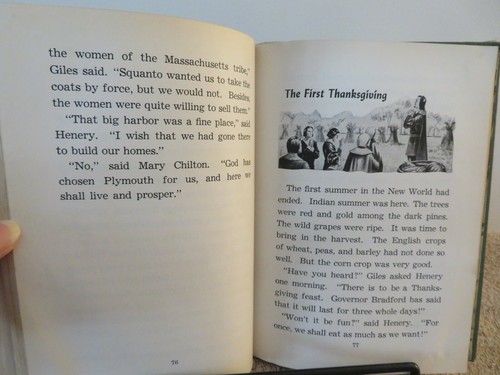 the women of the Massachusetts tribe,"
Giles said. "Squanto wanted us to take the
coats by force, but we would not. Besides,
the women were quite willing to sell them."
"That big harbor was a fine place," said
Henery. "I wish that we had gone there
to build our homes."
"No," said Mary Chilton. "God has
chosen Plymouth for us, and here we
shall live and prosper."
76
The First Thanksgiving
The first summer in the New World had
ended. Indian summer was here. The trees
were red and gold among the dark pines.
The wild grapes were ripe. It was time to
bring in the harvest. The English crops
of wheat, peas, and barley had not done so
well. But the corn crop was very good.
"Have you heard?" Giles asked Henery
one morning. "There is to be a Thanks-
giving feast. Governor Bradford has said
that it will last for three whole days!"
"Won't it be fun?" said Henery. "For
once, we shall eat as much as we want!"
77